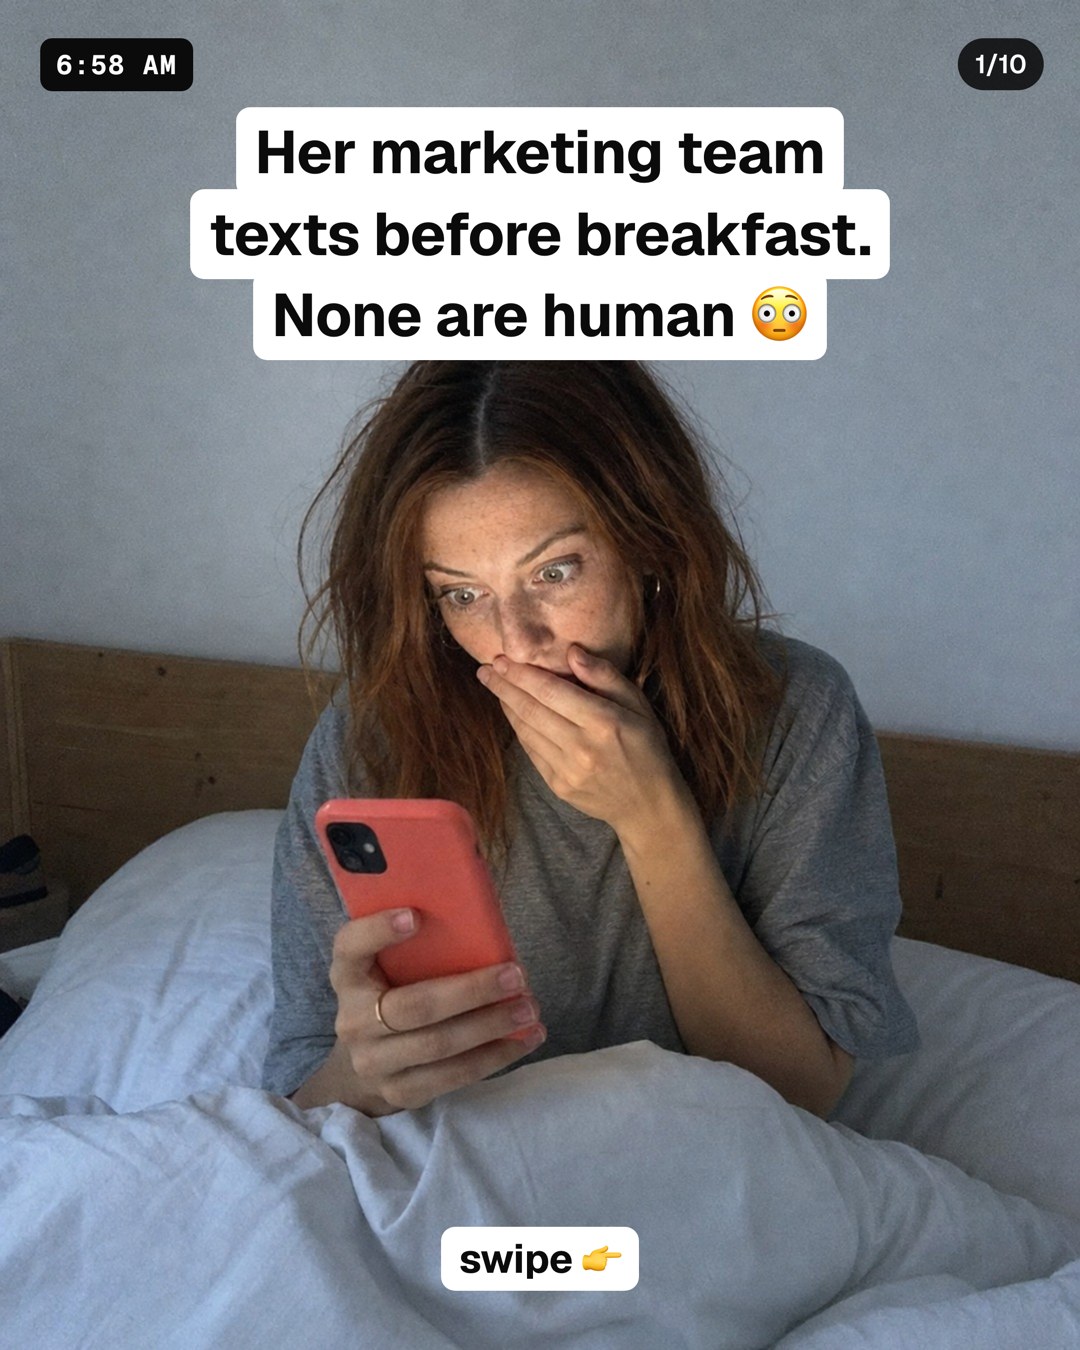 6:58 AM
1/10
Her marketing team
texts before breakfast.
None are human 😳
swipe 👉